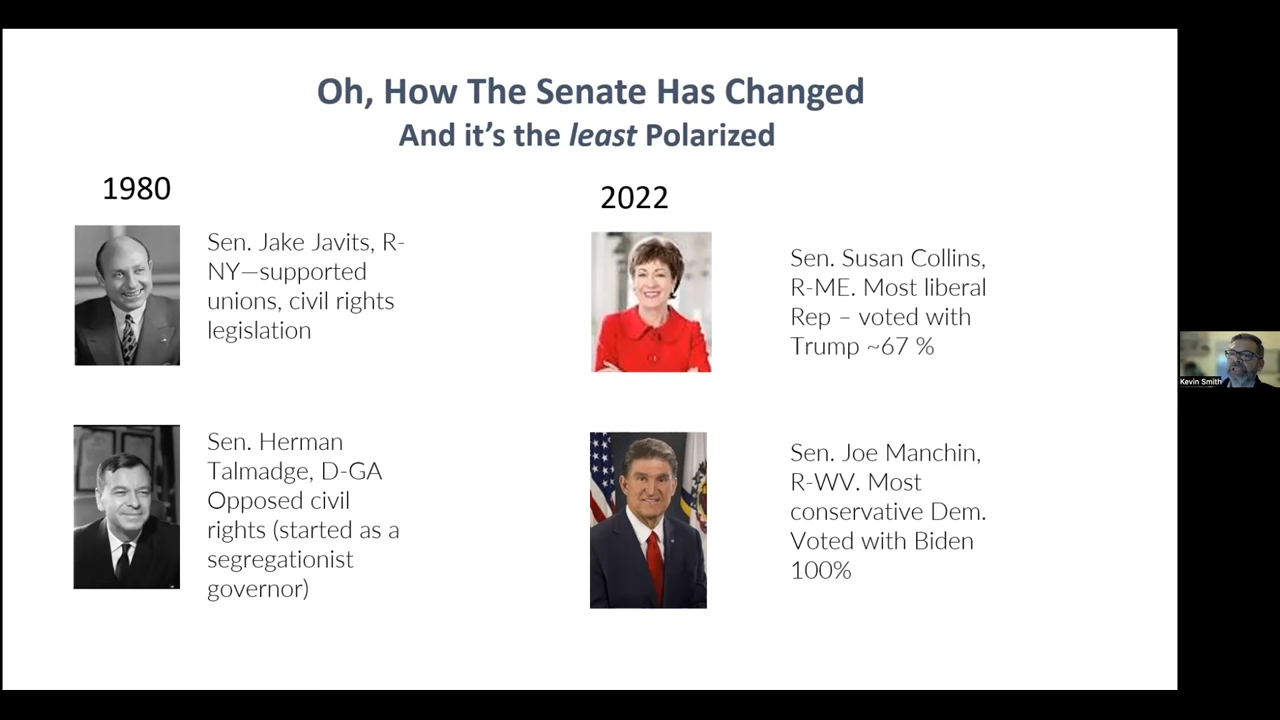 Oh, How The Senate Has Changed
And it's the least Polarized
1980
Sen. Jake Javits, R-
NY—supported
unions, civil rights
legislation
Sen. Herman
Talmadge, D-GA
Opposed civil
rights (started as a
segregationist
governor)
2022
Sen. Susan Collins,
R-ME. Most liberal
Rep – voted with
Trump ~67 %
Sen. Joe Manchin,
R-WV. Most
conservative Dem.
Voted with Biden
100%
Kevin Smith